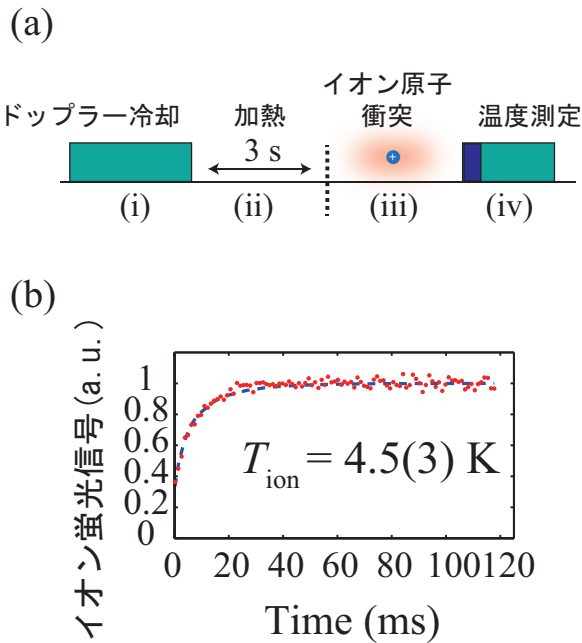 (a)
イオン原子
ドップラー冷却 加熱 衝突 温度測定
3 s
+
(i) (ii) (iii) (iv)
(b)
イオン蛍光信号(a.u.)
1
0.8
0.6
0.4
0.2
0
T_ion = 4.5(3) K
0 20 40 60 80 100 120
Time (ms)